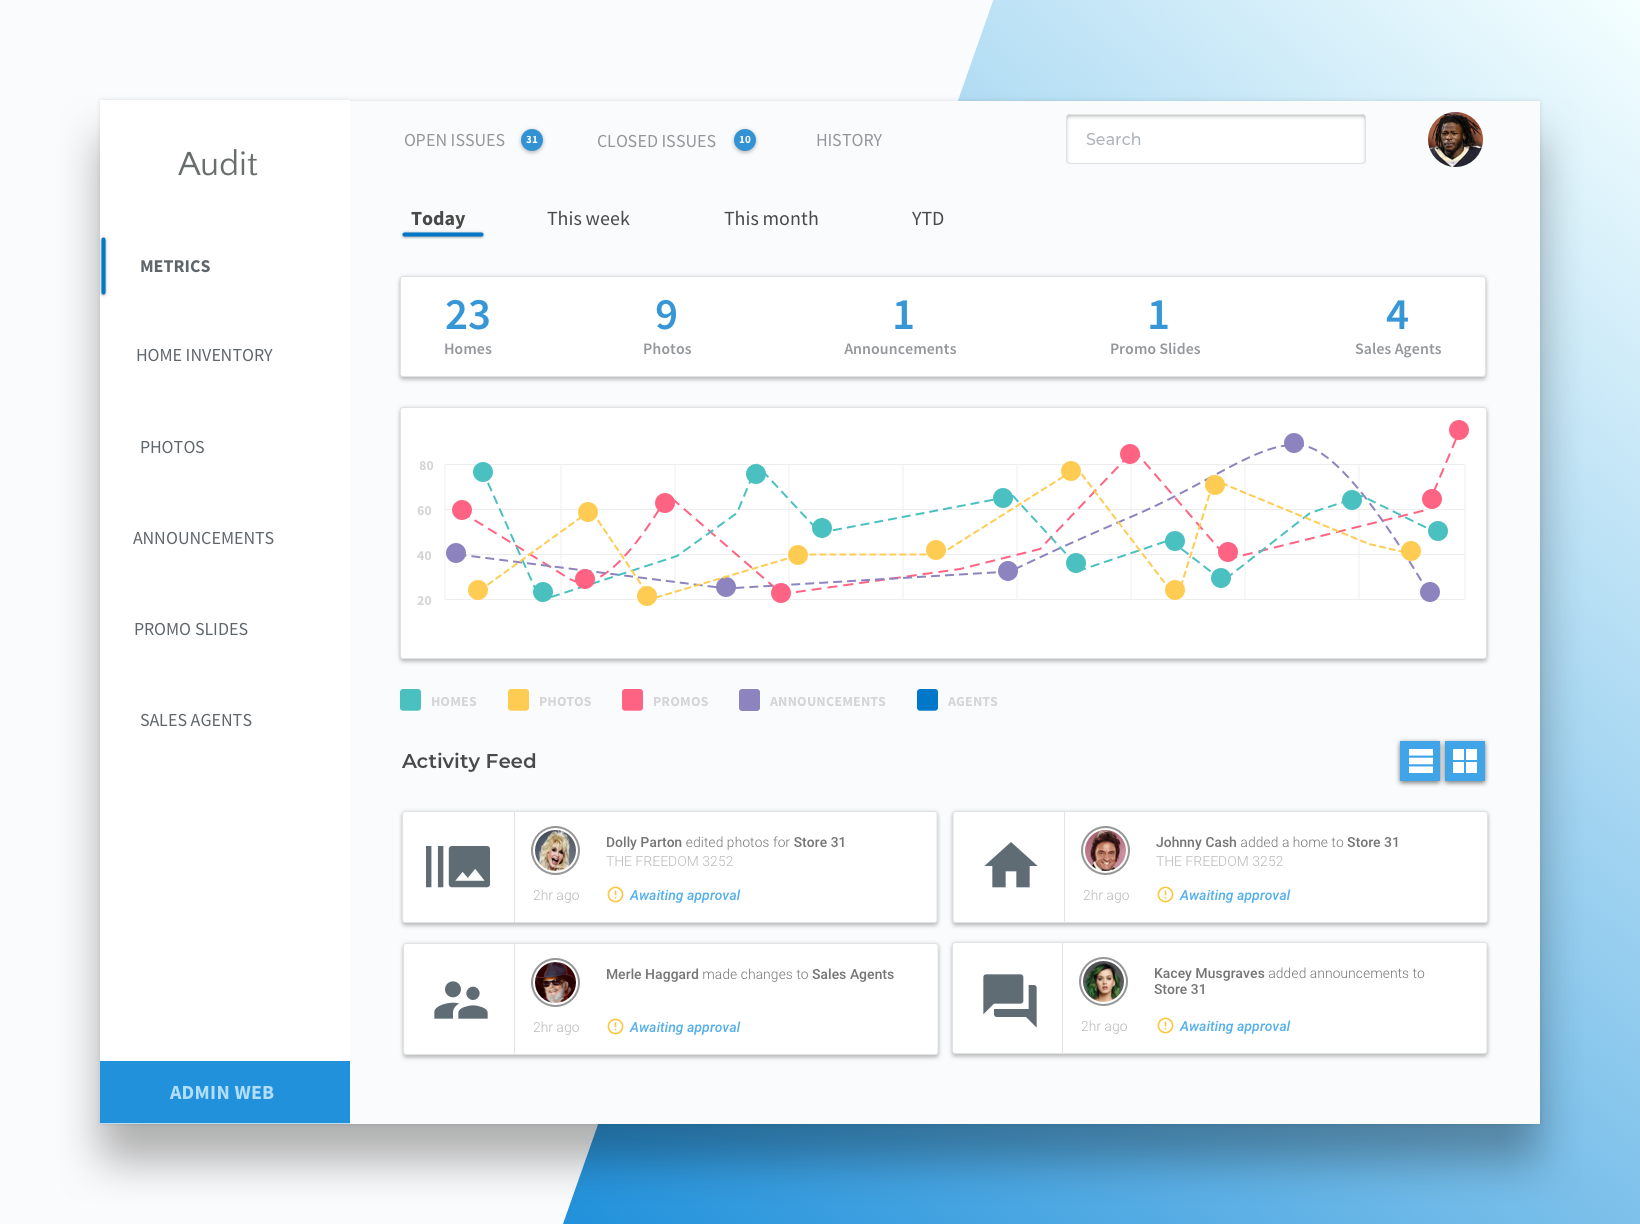 Audit
METRICS
HOME INVENTORY
PHOTOS
ANNOUNCEMENTS
PROMO SLIDES
SALES AGENTS
ADMIN WEB
OPEN ISSUES 31 CLOSED ISSUES 10 HISTORY Search
Today This week This month YTD
23 9 1 1 4
Homes Photos Announcements Promo Slides Sales Agents
80
60
40
20
HOMES PHOTOS PROMOS ANNOUNCEMENTS AGENTS
Activity Feed
Dolly Parton edited photos for Store 31
THE FREEDOM 3252
2hr ago Awaiting approval
Johnny Cash added a home to Store 31
THE FREEDOM 3252
2hr ago Awaiting approval
Merle Haggard made changes to Sales Agents
2hr ago Awaiting approval
Kacey Musgraves added announcements to
Store 31
2hr ago Awaiting approval